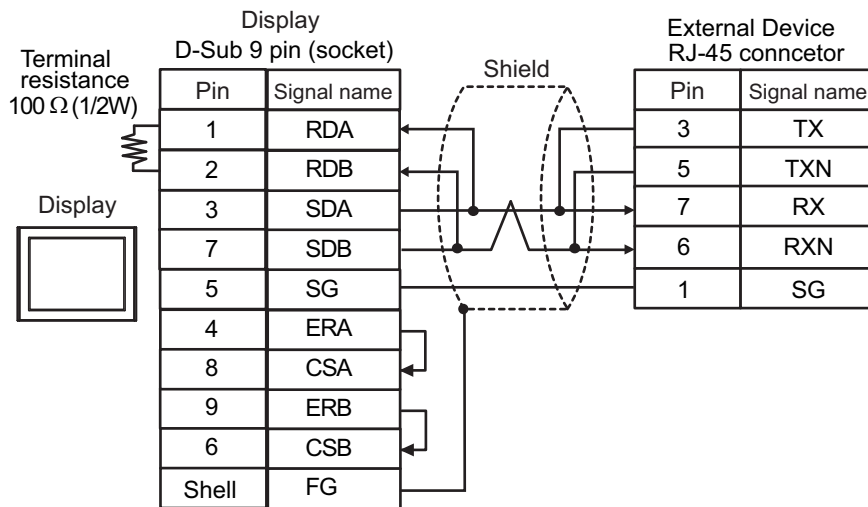 Display
D-Sub 9 pin (socket)
Terminal
resistance
100 Ω (1/2W)
Shield
External Device
RJ-45 conncetor
Display
Pin Signal name
1 RDA
2 RDB
3 SDA
7 SDB
5 SG
4 ERA
8 CSA
9 ERB
6 CSB
Shell FG
Pin Signal name
3 TX
5 TXN
7 RX
6 RXN
1 SG